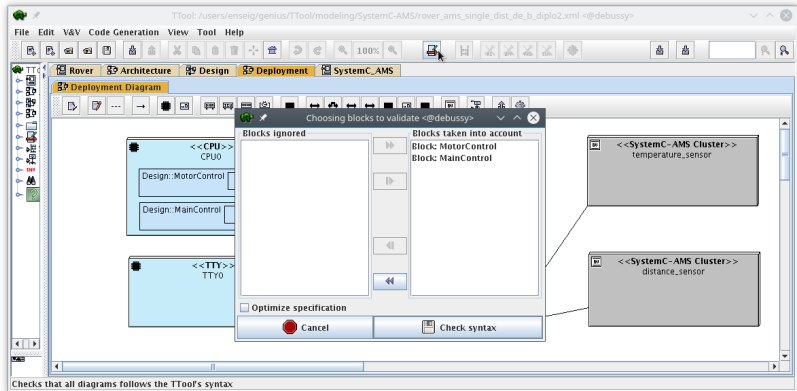 TTool: /users/enseig/genius/TTool/modeling/SystemC-AMS/rover_ams_single_dist_de_b_diplo2.xml <@debussy>
File Edit V&V Code Generation View Tool Help
100%
Rover Architecture Design Deployment SystemC_AMS
Deployment Diagram
Choosing blocks to validate <@debussy>
Blocks ignored
Blocks taken into account
Block: MotorControl
Block: MainControl
<<CPU>>
CPU0
Design::MotorControl
Design::MainControl
<<TTY>>
TTY0
<<SystemC-AMS Cluster>>
temperature_sensor
<<SystemC-AMS Cluster>>
distance_sensor
Optimize specification
Cancel
Check syntax
Checks that all diagrams follows the TTool's syntax